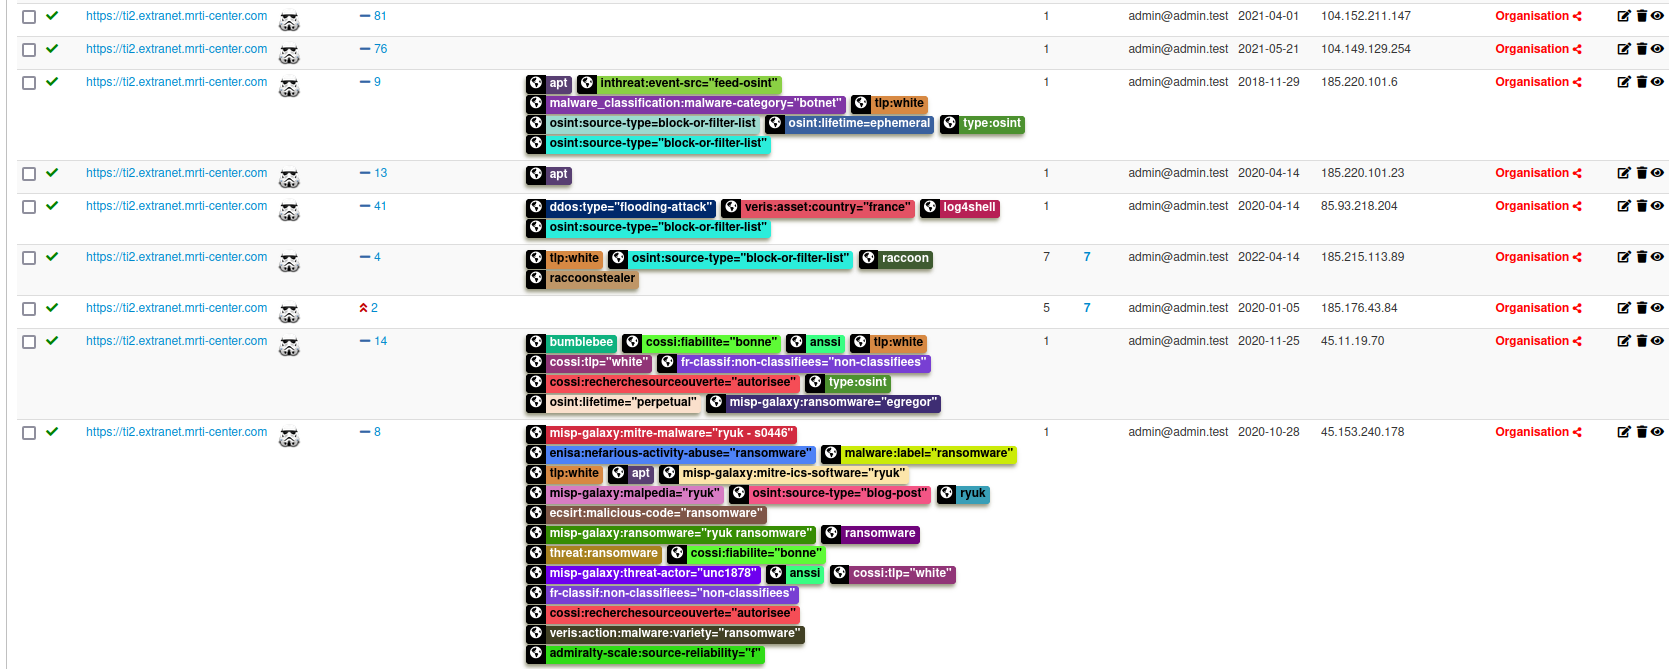 https://ti2.extranet.mrti-center.com 81 1 admin@admin.test 2021-04-01 104.152.211.147 Organisation
https://ti2.extranet.mrti-center.com 76 1 admin@admin.test 2021-05-21 104.149.129.254 Organisation
https://ti2.extranet.mrti-center.com 9 apt inthreat:event-src="feed-osint" 1 admin@admin.test 2018-11-29 185.220.101.6 Organisation
malware_classification:malware-category="botnet" tlp:white
osint:source-type=block-or-filter-list osint:lifetime=ephemeral type:osint
osint:source-type="block-or-filter-list"
https://ti2.extranet.mrti-center.com 13 apt 1 admin@admin.test 2020-04-14 185.220.101.23 Organisation
https://ti2.extranet.mrti-center.com 41 ddos:type="flooding-attack" veris:asset:country="france" log4shell 1 admin@admin.test 2020-04-14 85.93.218.204 Organisation
osint:source-type="block-or-filter-list"
https://ti2.extranet.mrti-center.com 4 tlp:white osint:source-type="block-or-filter-list" raccoon 7 7 admin@admin.test 2022-04-14 185.215.113.89 Organisation
raccoonstealer
https://ti2.extranet.mrti-center.com 2 5 7 admin@admin.test 2020-01-05 185.176.43.84 Organisation
https://ti2.extranet.mrti-center.com 14 bumblebee cossi:fiabilite="bonne" anssi tlp:white 1 admin@admin.test 2020-11-25 45.11.19.70 Organisation
cossi:tlp="white" fr-classif:non-classifiees="non-classifiees"
cossi:recherchesourceouverte="autorisee" type:osint
osint:lifetime="perpetual" misp-galaxy:ransomware="egregor"
https://ti2.extranet.mrti-center.com 8 misp-galaxy:mitre-malware="ryuk - s0446" 1 admin@admin.test 2020-10-28 45.153.240.178 Organisation
enisa:nefarious-activity-abuse="ransomware" malware:label="ransomware"
tlp:white apt misp-galaxy:mitre-ics-software="ryuk"
misp-galaxy:malpedia="ryuk" osint:source-type="blog-post" ryuk
ecsirt:malicious-code="ransomware"
misp-galaxy:ransomware="ryuk ransomware" ransomware
threat:ransomware cossi:fiabilite="bonne"
misp-galaxy:threat-actor="unc1878" anssi cossi:tlp="white"
fr-classif:non-classifiees="non-classifiees"
cossi:recherchesourceouverte="autorisee"
veris:action:malware:variety="ransomware"
admiralty-scale:source-reliability="f"